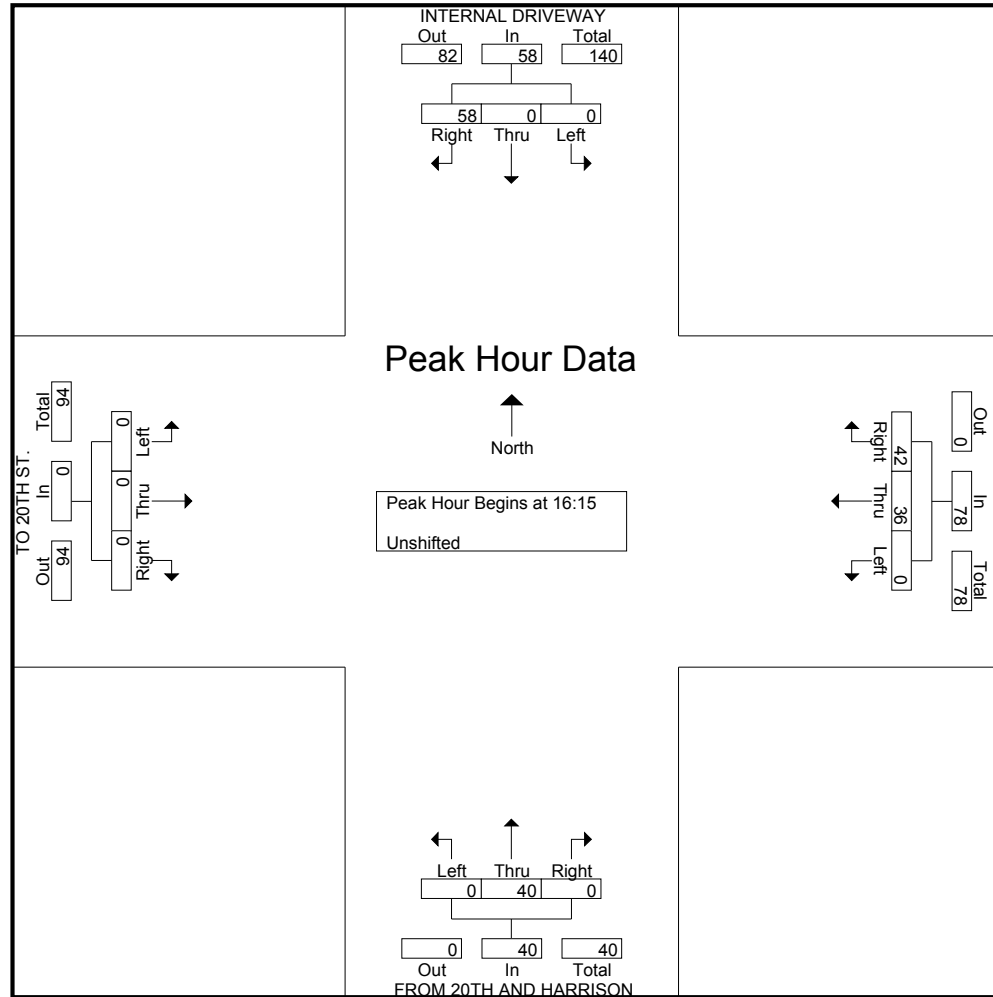 INTERNAL DRIVEWAY
Out In Total
82 58 140
58 0 0
Right Thru Left
Peak Hour Data
North
Peak Hour Begins at 16:15
Unshifted
TO 20TH ST.
Total In Out
94 0 94
0 0 0
Left Thru Right
Out In Total
0 78 78
42 36 0
Right Thru Left
Left Thru Right
0 40 0
0 40 40
Out In Total
FROM 20TH AND HARRISON